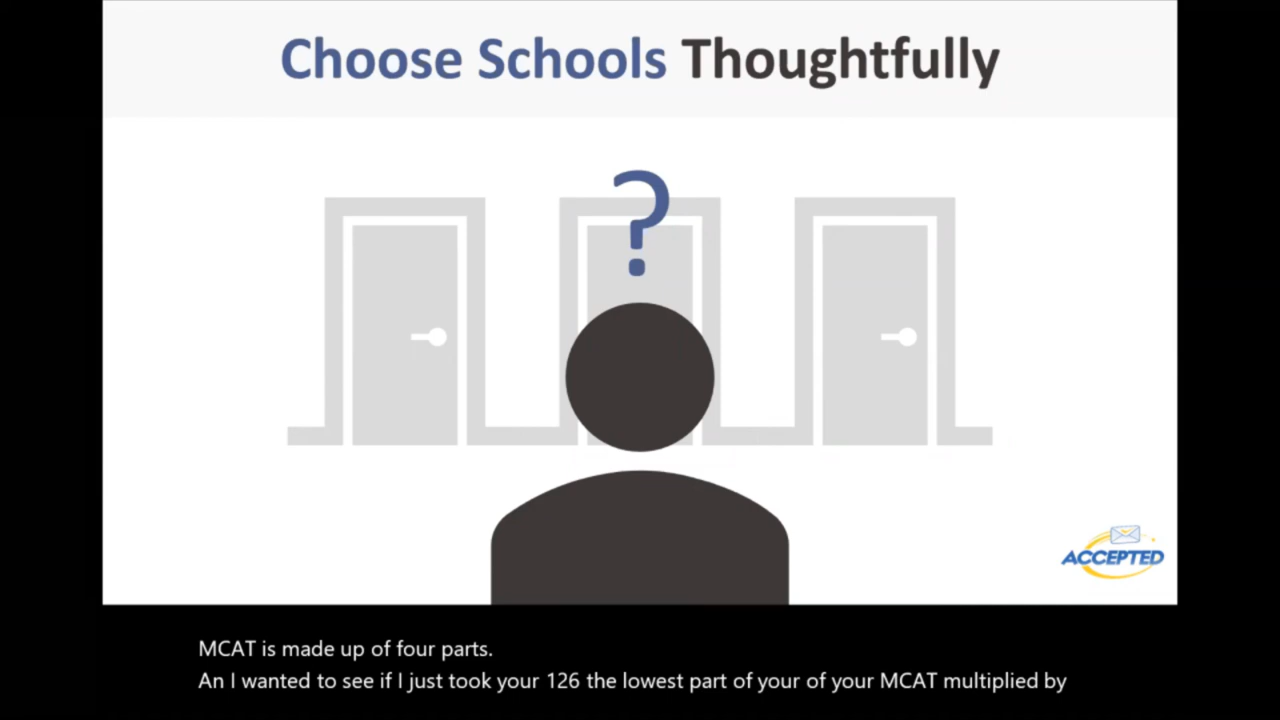 Choose Schools Thoughtfully
?
ACCEPTED
MCAT is made up of four parts.
An I wanted to see if I just took your 126 the lowest part of your of your MCAT multiplied by